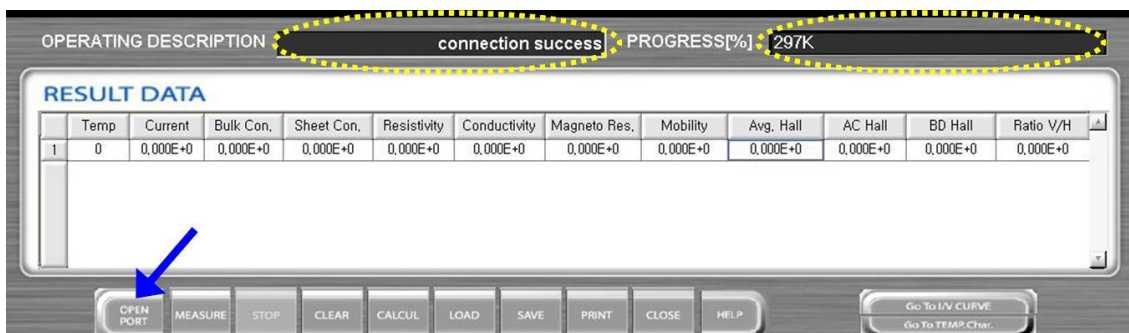 OPERATING DESCRIPTION connection success PROGRESS[%] 297K
RESULT DATA
Temp Current Bulk Con, Sheet Con, Resistivity Conductivity Magneto Res, Mobility Avg, Hall AC Hall BD Hall Ratio V/H
1 0 0,000E+0 0,000E+0 0,000E+0 0,000E+0 0,000E+0 0,000E+0 0,000E+0 0,000E+0 0,000E+0 0,000E+0 0,000E+0
OPEN PORT MEASURE STOP CLEAR CALCUL LOAD SAVE PRINT CLOSE HELP
Go To I/V CURVE
Go To TEMP.Char.